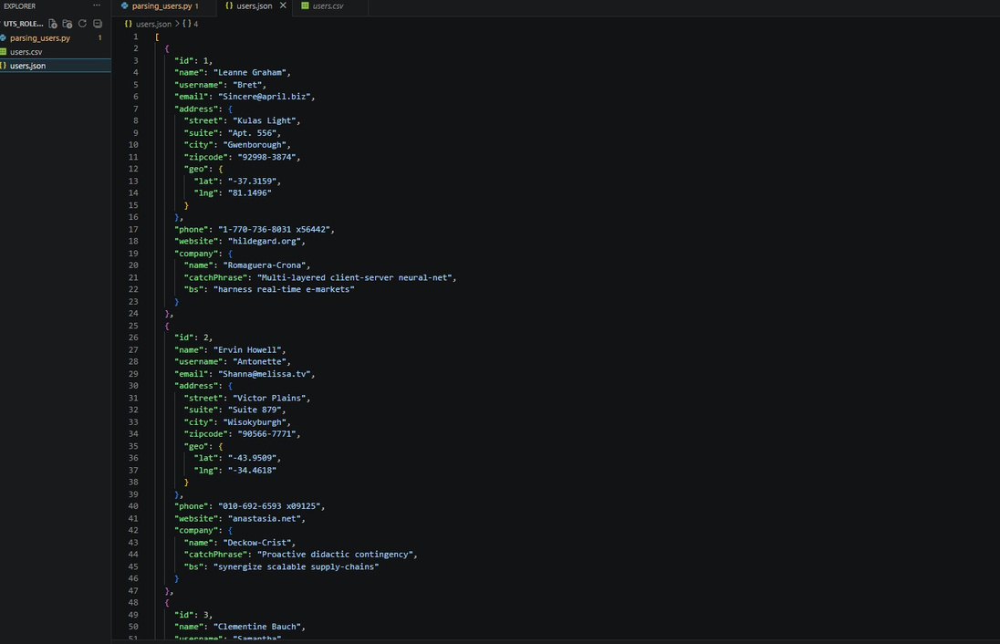 EXPLORER
...
UTS_ROLE...
parsing_users.py 1
users.csv
users.json
parsing_users.py 1
users.json
users.csv
users.json > {} 4
1 [
2 {
3 "id": 1,
4 "name": "Leanne Graham",
5 "username": "Bret",
6 "email": "Sincere@april.biz",
7 "address": {
8 "street": "Kulas Light",
9 "suite": "Apt. 556",
10 "city": "Gwenborough",
11 "zipcode": "92998-3874",
12 "geo": {
13 "lat": "-37.3159",
14 "lng": "81.1496"
15 }
16 },
17 "phone": "1-770-736-8031 x56442",
18 "website": "hildegard.org",
19 "company": {
20 "name": "Romaguera-Crona",
21 "catchPhrase": "Multi-layered client-server neural-net",
22 "bs": "harness real-time e-markets"
23 }
24 },
25 {
26 "id": 2,
27 "name": "Ervin Howell",
28 "username": "Antonette",
29 "email": "Shanna@melissa.tv",
30 "address": {
31 "street": "Victor Plains",
32 "suite": "Suite 879",
33 "city": "Wisokyburgh",
34 "zipcode": "90566-7771",
35 "geo": {
36 "lat": "-43.9509",
37 "lng": "-34.4618"
38 }
39 },
40 "phone": "010-692-6593 x09125",
41 "website": "anastasia.net",
42 "company": {
43 "name": "Deckow-Crist",
44 "catchPhrase": "Proactive didactic contingency",
45 "bs": "synergize scalable supply-chains"
46 }
47 },
48 {
49 "id": 3,
50 "name": "Clementine Bauch",
51 "username": "Samantha",